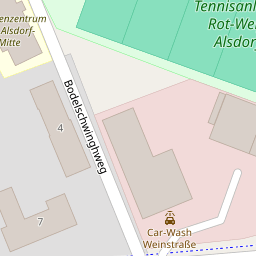 Tennisanl
Rot-We
Alsdorf
enzentrum
Alsdorf-
Mitte
Bodelschwinghweg
4
7
Car-Wash
Weinstraße